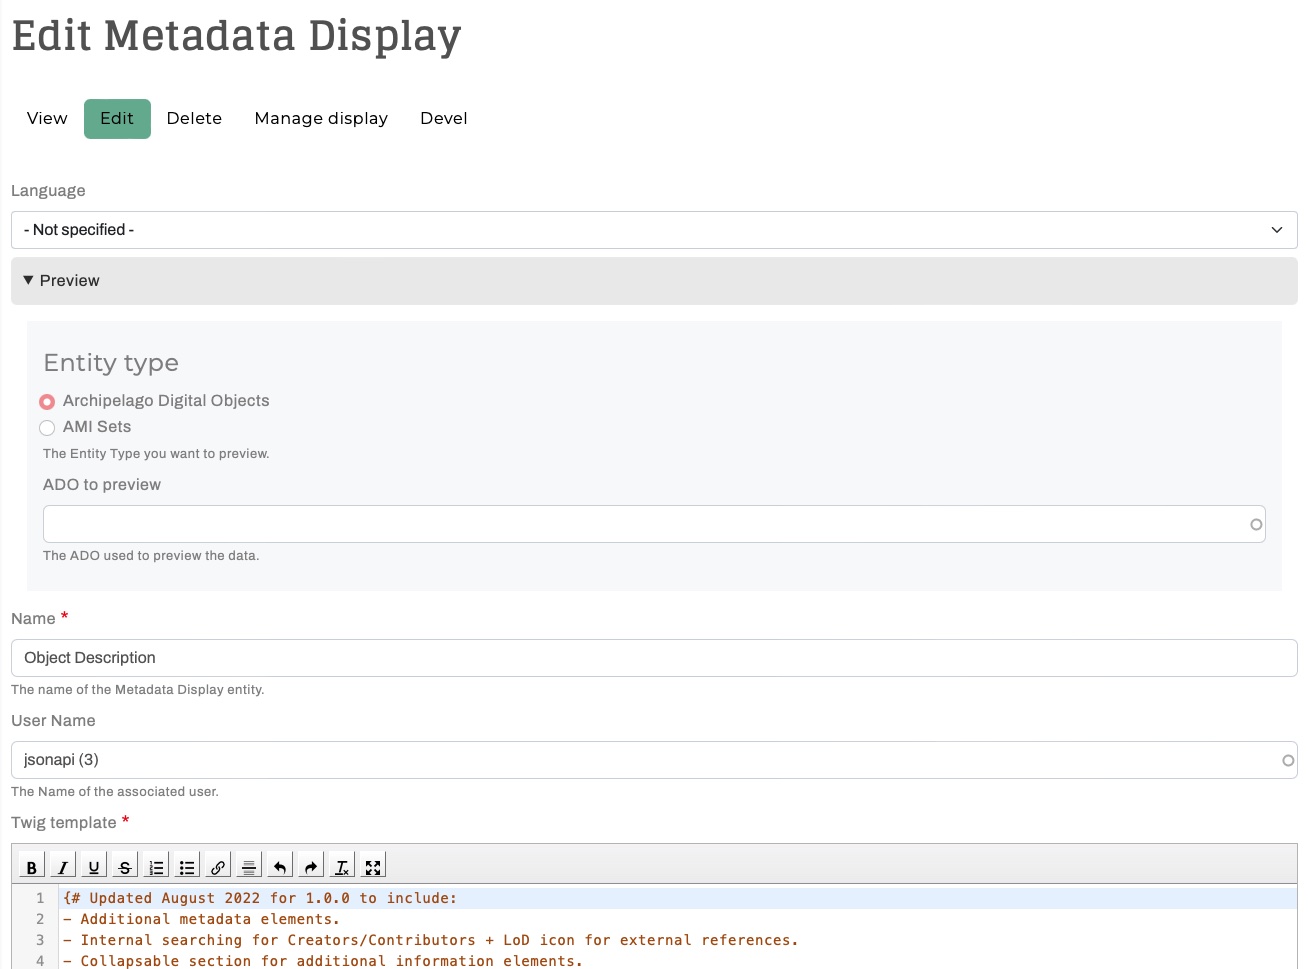 Edit Metadata Display
View Edit Delete Manage display Devel
Language
- Not specified -
▼ Preview
Entity type
Archipelago Digital Objects
AMI Sets
The Entity Type you want to preview.
ADO to preview
The ADO used to preview the data.
Name *
Object Description
The name of the Metadata Display entity.
User Name
jsonapi (3)
The Name of the associated user.
Twig template *
B I U S
1 {# Updated August 2022 for 1.0.0 to include:
2 - Additional metadata elements.
3 - Internal searching for Creators/Contributors + LoD icon for external references.
4 - Collapsable section for additional information elements.